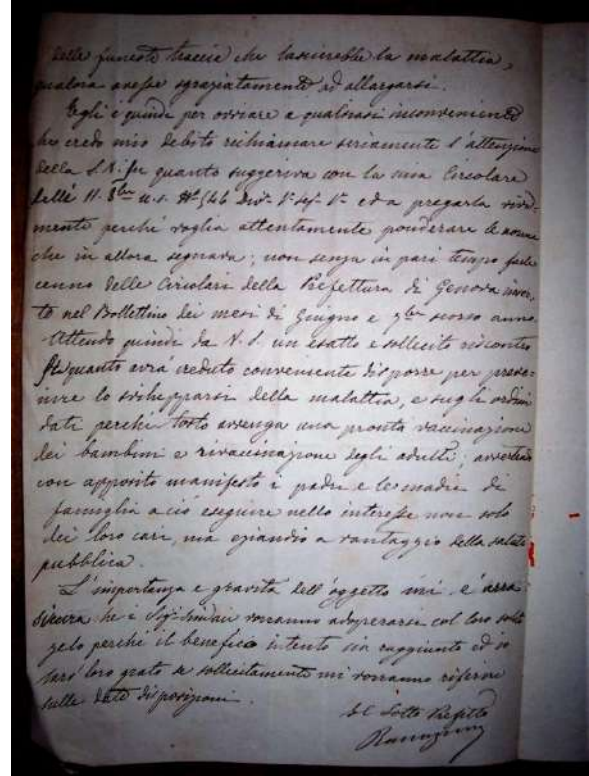 delle funeste traccie che lascierebbe la malattia,
qualora avesse sgraziatamente ad allargarsi.
Egli è quindi per ovviare a qualsiasi inconveniente
che credo mio debito richiamare seriamente l'attenzione
della S.V. su quanto suggeriva con la mia Circolare
delli 11. 8bre u.s. N° 546 Div. 1ª Sez. 1ª ed a pregarla viva-
mente perchè voglia attentamente ponderare le norme
che in allora segnava; non senza in pari tempo farle
cenno delle Circolari della Prefettura di Genova inser-
te nel Bollettino dei mesi di Giugno e 9bre scorso anno.
Attendo quindi da V.S. un esatto e sollecito riscontro
quanto avrà creduto conveniente disporre per preve-
nire lo svilupparsi della malattia, e sugli ordini
dati perchè tosto avvenga una pronta vaccinazione
dei bambini e rivaccinazione degli adulti; avvertendo
con apposito manifesto i padri e le madri di
famiglia a ciò eseguire nello interesse non solo
dei loro cari, ma eziandio a vantaggio della salute
pubblica.
L'importanza e gravità dell'oggetto mi è arra
sicura che i Sigri Sindaci vorranno adoperarsi col loro solito
zelo perchè il benefico intento sia raggiunto ed io
sarò loro grato se sollecitamente mi vorranno riferire
sulle date disposizioni.
Il Sotto Prefetto